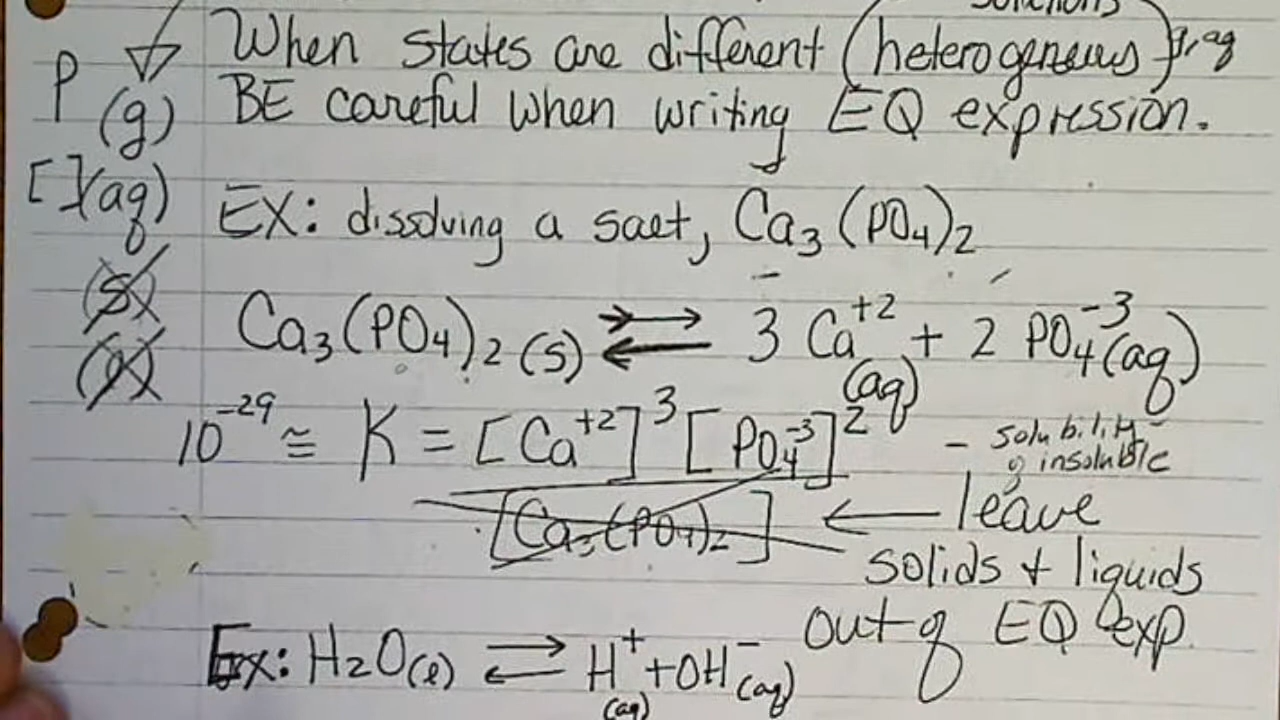 solutions
When states are different (heterogeneous) g, aq
P (g) BE careful when writing EQ expression.
[ ](aq) EX: dissolving a salt, Ca3(PO4)2
(s) Ca3(PO4)2(s) ⇌ 3 Ca+2(aq) + 2 PO4-3(aq)
(l)
10-29 ≅ K = [Ca+2]3 [PO4-3]2 - solubility
of insoluble
[Ca3(PO4)2] ← leave
solids + liquids
out of EQ exp.
Ex: H2O(l) ⇌ H+(aq) + OH-(aq)